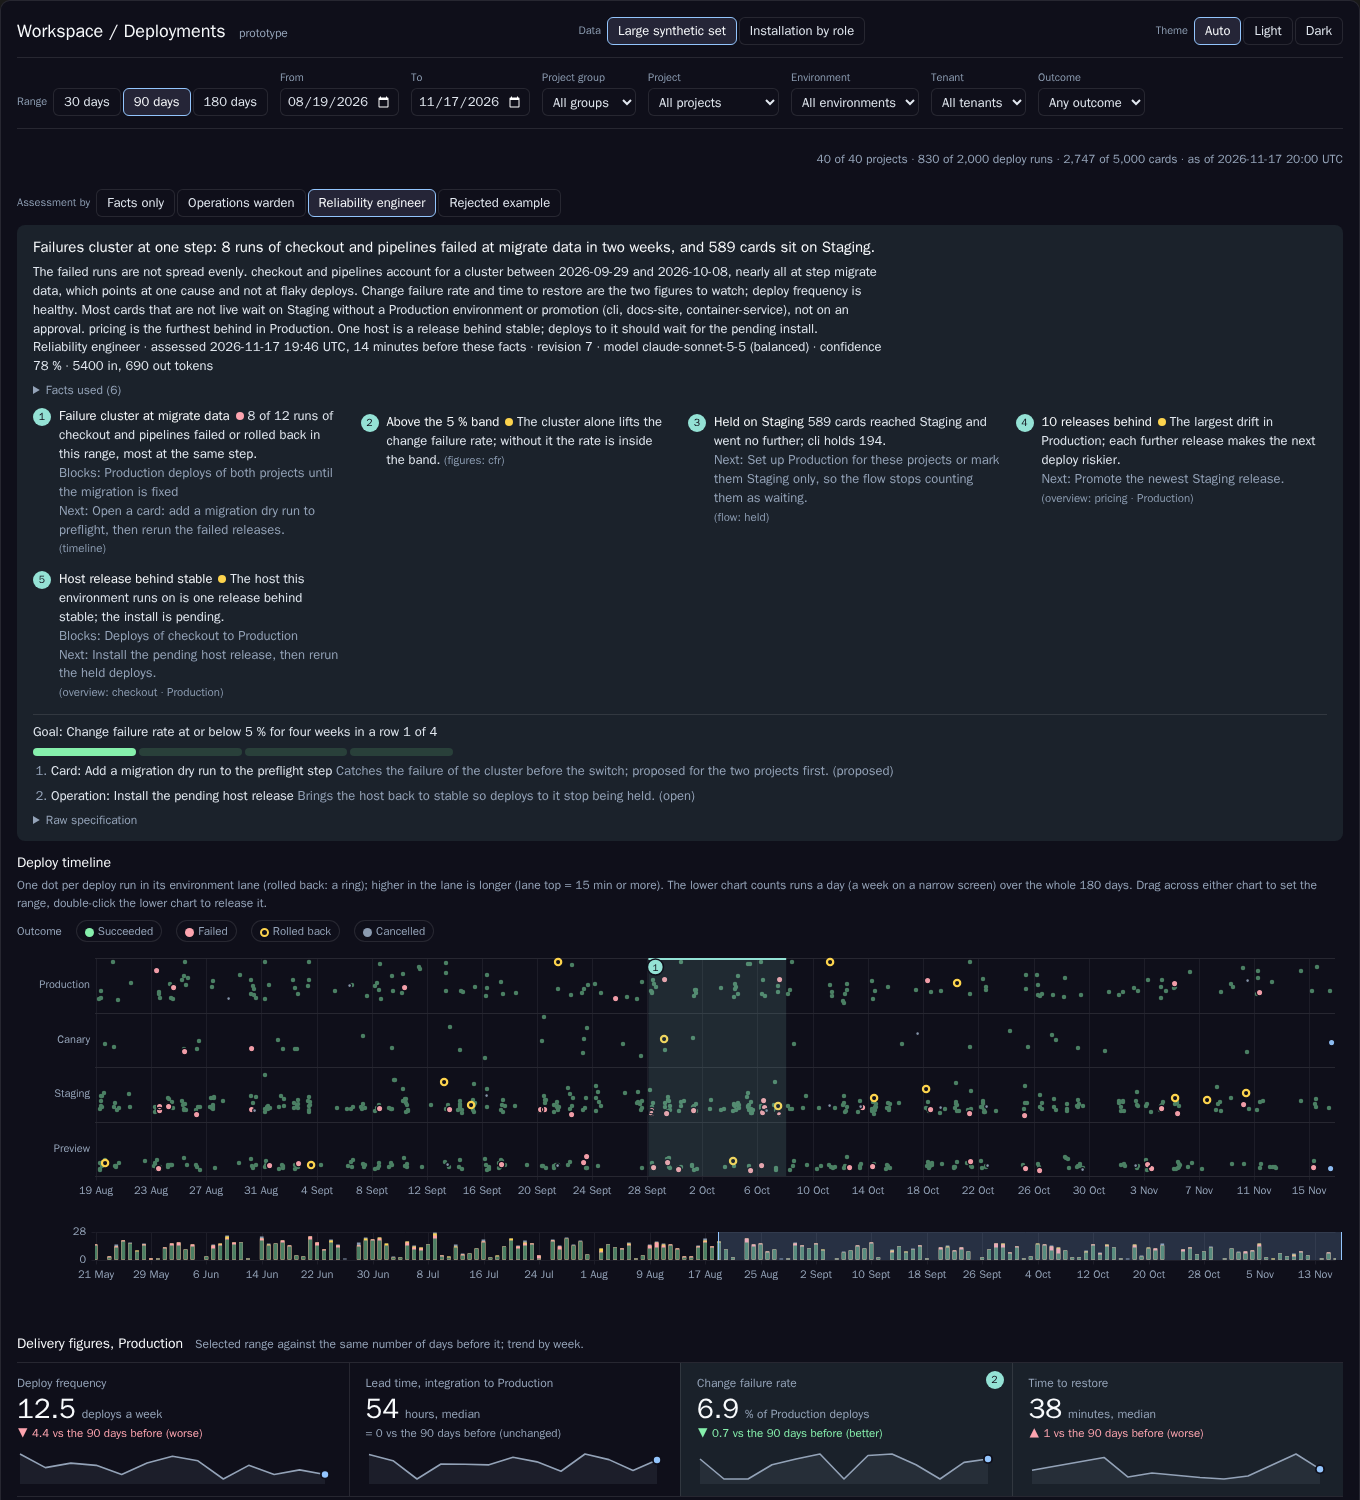 Workspace / Deployments prototype
Data Large synthetic set Installation by role
Theme Auto Light Dark
From To Project group Project Environment Tenant Outcome
Range 30 days 90 days 180 days 08/19/2026 11/17/2026 All groups All projects All environments All tenants Any outcome
40 of 40 projects · 830 of 2,000 deploy runs · 2,747 of 5,000 cards · as of 2026-11-17 20:00 UTC
Assessment by Facts only Operations warden Reliability engineer Rejected example
Failures cluster at one step: 8 runs of checkout and pipelines failed at migrate data in two weeks, and 589 cards sit on Staging.
The failed runs are not spread evenly. checkout and pipelines account for a cluster between 2026-09-29 and 2026-10-08, nearly all at step migrate
data, which points at one cause and not at flaky deploys. Change failure rate and time to restore are the two figures to watch; deploy frequency is
healthy. Most cards that are not live wait on Staging without a Production environment or promotion (cli, docs-site, container-service), not on an
approval. pricing is the furthest behind in Production. One host is a release behind stable; deploys to it should wait for the pending install.
Reliability engineer · assessed 2026-11-17 19:46 UTC, 14 minutes before these facts · revision 7 · model claude-sonnet-5-5 (balanced) · confidence
78 % · 5400 in, 690 out tokens
Facts used (6)
1 Failure cluster at migrate data 8 of 12 runs of
checkout and pipelines failed or rolled back in
this range, most at the same step.
Blocks: Production deploys of both projects until
the migration is fixed
Next: Open a card: add a migration dry run to
preflight, then rerun the failed releases.
(timeline)
2 Above the 5 % band The cluster alone lifts the
change failure rate; without it the rate is inside
the band. (figures: cfr)
3 Held on Staging 589 cards reached Staging and
went no further; cli holds 194.
Next: Set up Production for these projects or mark
them Staging only, so the flow stops counting
them as waiting.
(flow: held)
4 10 releases behind The largest drift in
Production; each further release makes the next
deploy riskier.
Next: Promote the newest Staging release.
(overview: pricing · Production)
5 Host release behind stable The host this
environment runs on is one release behind
stable; the install is pending.
Blocks: Deploys of checkout to Production
Next: Install the pending host release, then rerun
the held deploys.
(overview: checkout · Production)
Goal: Change failure rate at or below 5 % for four weeks in a row 1 of 4
1. Card: Add a migration dry run to the preflight step Catches the failure of the cluster before the switch; proposed for the two projects first. (proposed)
2. Operation: Install the pending host release Brings the host back to stable so deploys to it stop being held. (open)
Raw specification
Deploy timeline
One dot per deploy run in its environment lane (rolled back: a ring); higher in the lane is longer (lane top = 15 min or more). The lower chart counts runs a day (a week on a narrow screen) over the whole 180 days. Drag across either chart to set the
range, double-click the lower chart to release it.
Outcome Succeeded Failed Rolled back Cancelled
1
Production
Canary
Staging
Preview
19 Aug 23 Aug 27 Aug 31 Aug 4 Sept 8 Sept 12 Sept 16 Sept 20 Sept 24 Sept 28 Sept 2 Oct 6 Oct 10 Oct 14 Oct 18 Oct 22 Oct 26 Oct 30 Oct 3 Nov 7 Nov 11 Nov 15 Nov
28
0
21 May 29 May 6 Jun 14 Jun 22 Jun 30 Jun 8 Jul 16 Jul 24 Jul 1 Aug 9 Aug 17 Aug 25 Aug 2 Sept 10 Sept 18 Sept 26 Sept 4 Oct 12 Oct 20 Oct 28 Oct 5 Nov 13 Nov
Delivery figures, Production Selected range against the same number of days before it; trend by week.
Deploy frequency
12.5 deploys a week
▼ 4.4 vs the 90 days before (worse)
Lead time, integration to Production
54 hours, median
= 0 vs the 90 days before (unchanged)
Change failure rate 2
6.9 % of Production deploys
▼ 0.7 vs the 90 days before (better)
Time to restore
38 minutes, median
▲ 1 vs the 90 days before (worse)